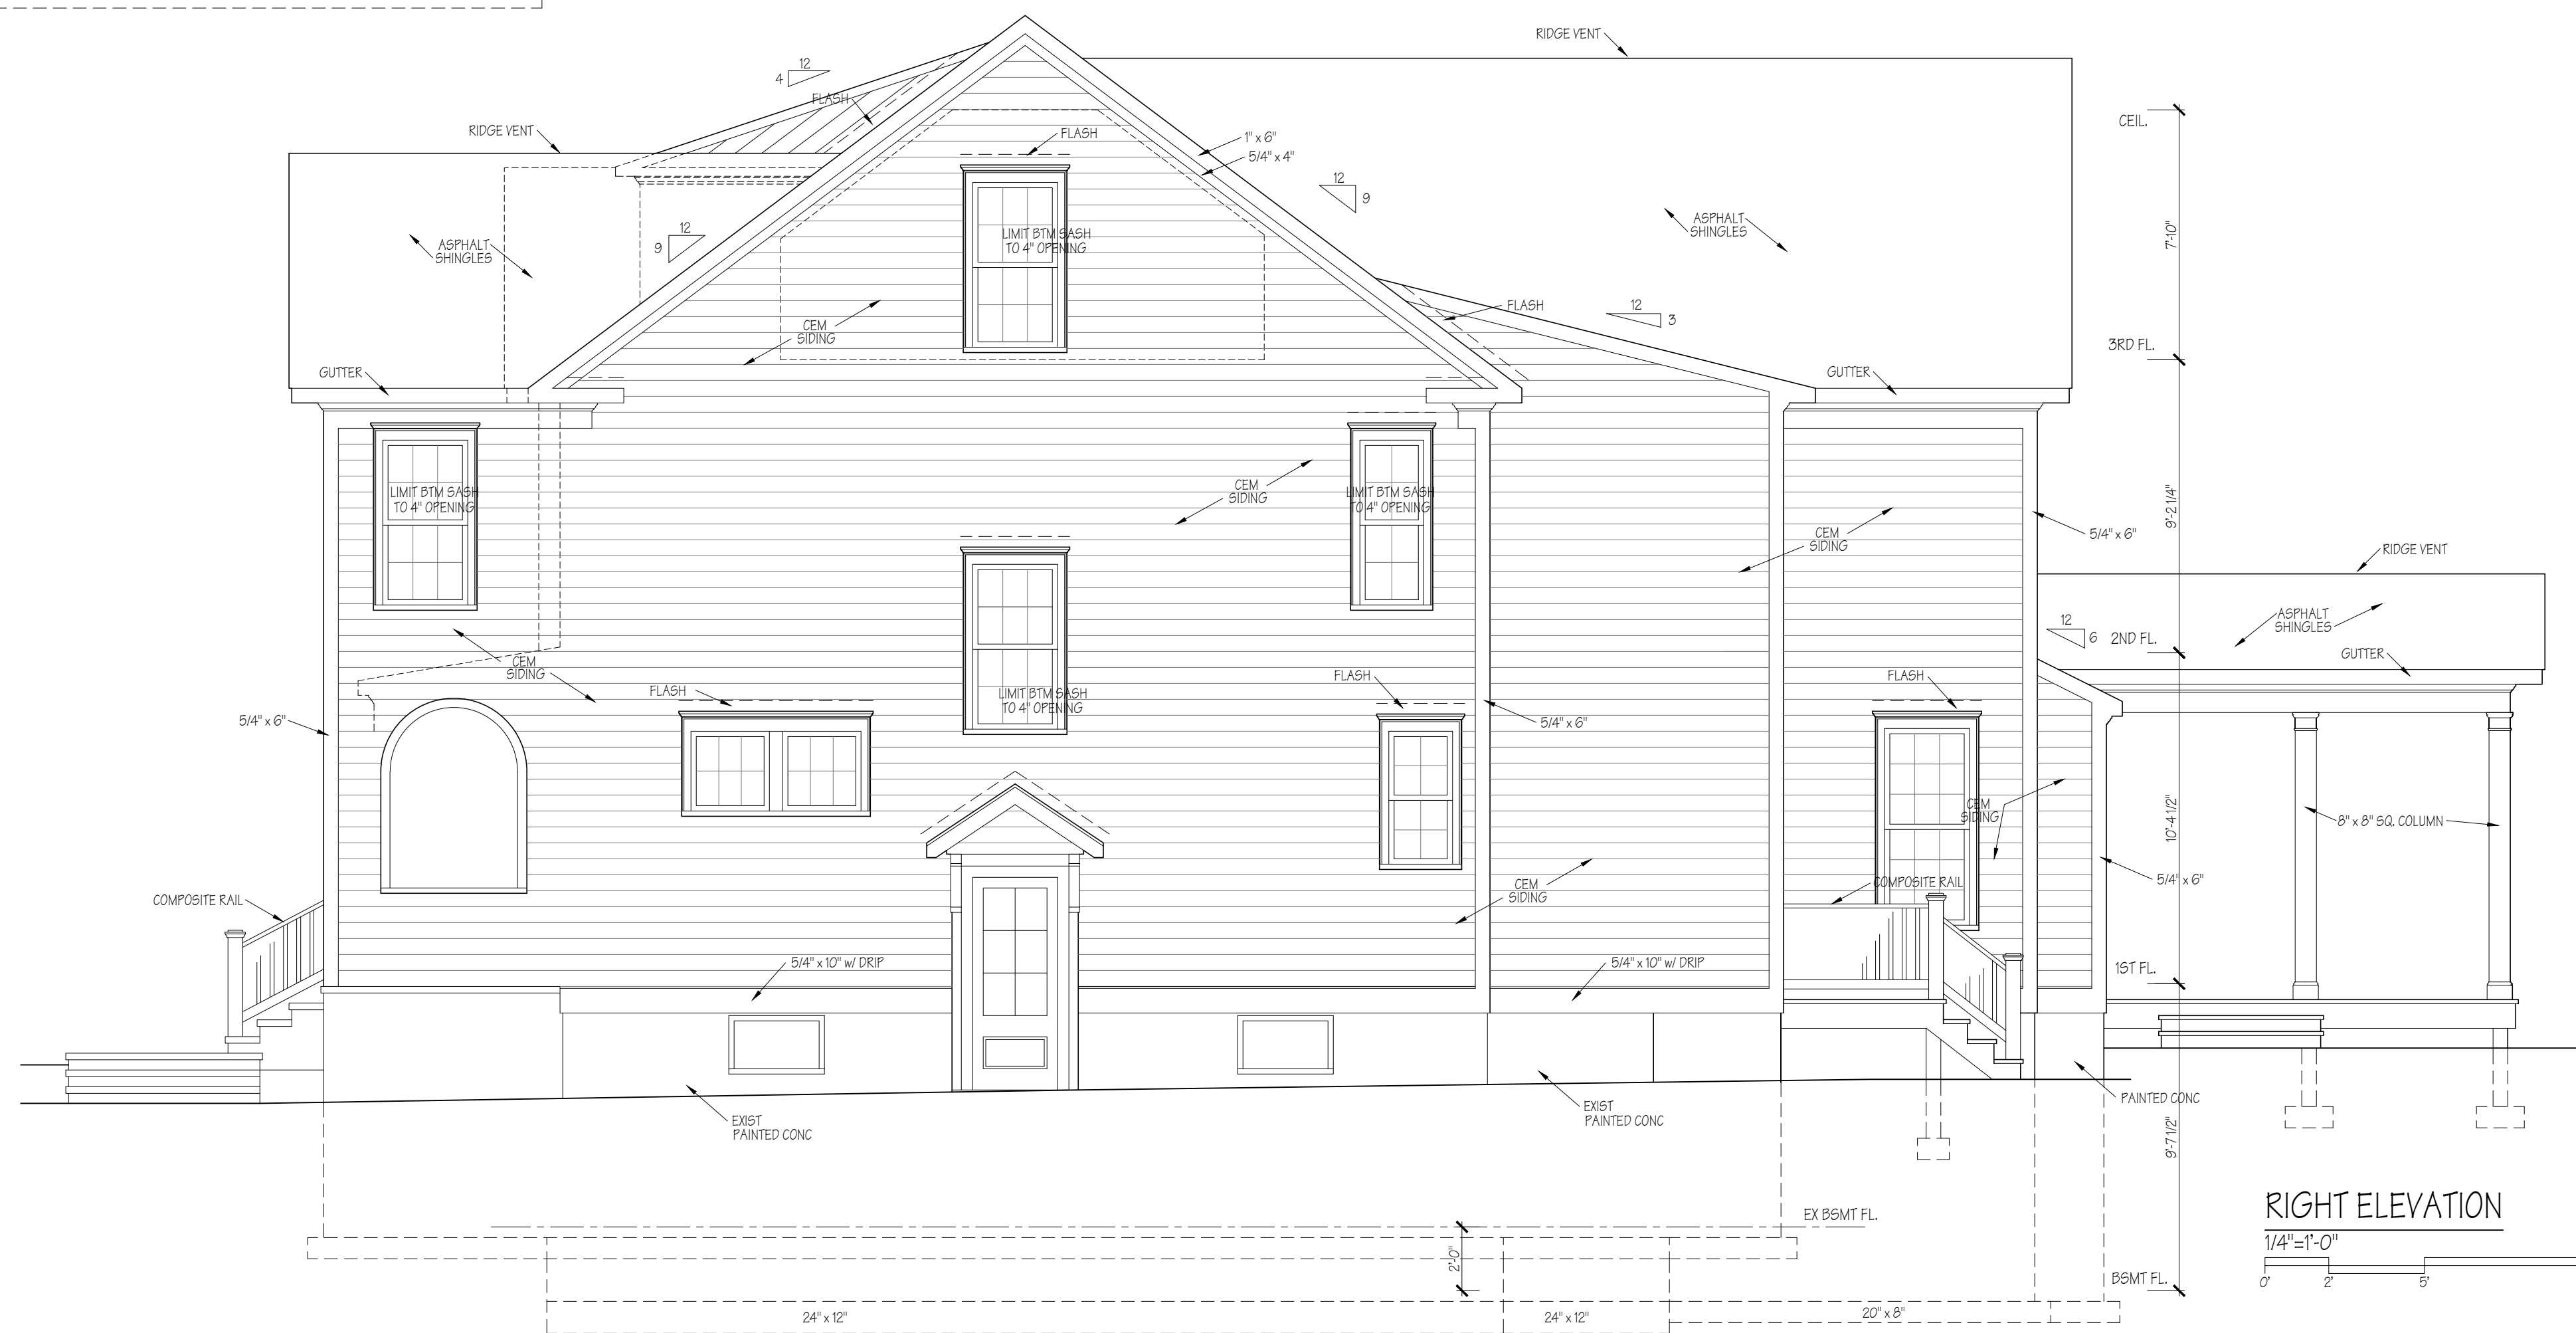 RIDGE VENT
12
4
FLASH
CEIL.
RIDGE VENT
FLASH
1" x 6"
5/4" x 4"
12
9
ASPHALT
SHINGLES
12
9
LIMIT BTM SASH
TO 4" OPENING
ASPHALT
SHINGLES
7'-10"
CEM
SIDING
FLASH
12
3
3RD FL.
GUTTER
GUTTER
LIMIT BTM SASH
TO 4" OPENING
CEM
SIDING
LIMIT BTM SASH
TO 4" OPENING
9'-2 1/4"
CEM
SIDING
5/4" x 6"
RIDGE VENT
ASPHALT
SHINGLES
12
6
2ND FL.
GUTTER
CEM
SIDING
FLASH
LIMIT BTM SASH
TO 4" OPENING
FLASH
FLASH
5/4" x 6"
5/4" x 6"
CEM
SIDING
10'-4 1/2"
8" x 8" SQ. COLUMN
COMPOSITE RAIL
CEM
SIDING
COMPOSITE RAIL
5/4" x 6"
5/4" x 10" w/ DRIP
5/4" x 10" w/ DRIP
1ST FL.
EXIST
PAINTED CONC
EXIST
PAINTED CONC
PAINTED CONC
9'-7 1/2"
EX BSMT FL.
2'-0"
BSMT FL.
24" x 12"
24" x 12"
20" x 8"
RIGHT ELEVATION
1/4"=1'-0"
0' 2' 5'